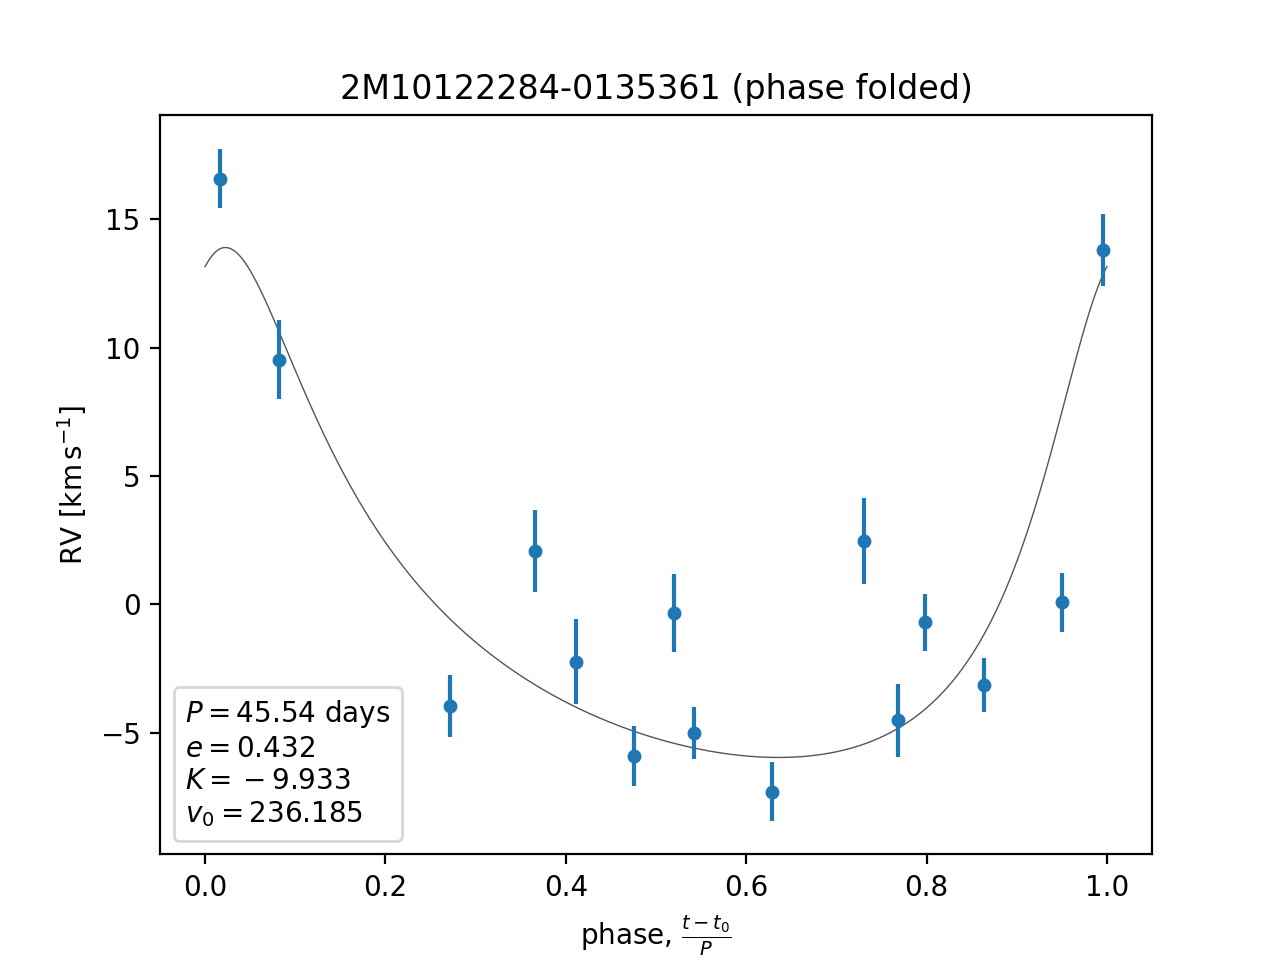 2M10122284-0135361 (phase folded)
15
10
5
0
−5
RV [km s⁻¹]
P = 45.54 days
e = 0.432
K = −9.933
v₀ = 236.185
0.0 0.2 0.4 0.6 0.8 1.0
phase, (t − t₀)/P